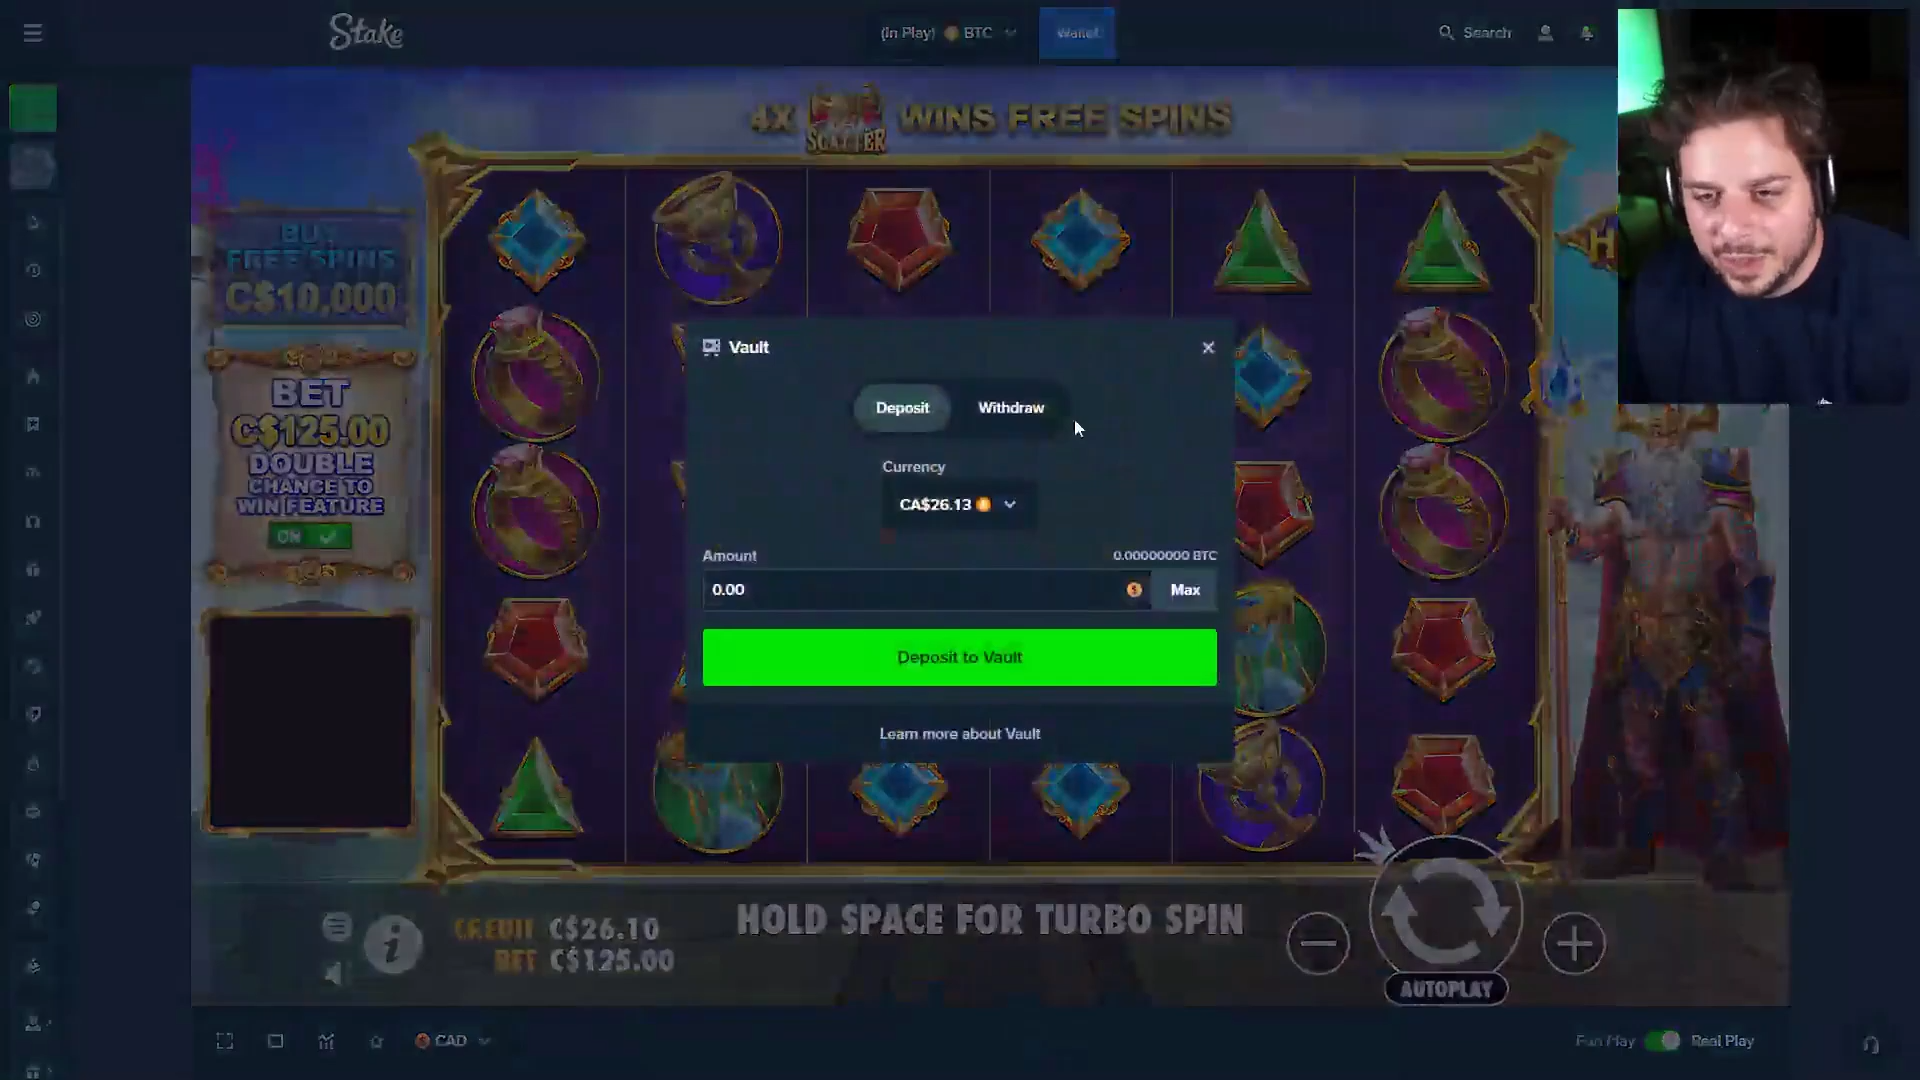 Stake
(In Play) BTC
Wallet
Search
4X SCATTER WINS FREE SPINS
BUY
FREE SPINS
C$10,000
BET
C$125.00
DOUBLE
CHANCE TO
WIN FEATURE
ON
Vault
Deposit
Withdraw
Currency
CA$26.13
Amount
0.00000000 BTC
0.00
Max
Deposit to Vault
Learn more about Vault
CREDIT C$26.10
BET C$125.00
HOLD SPACE FOR TURBO SPIN
AUTOPLAY
CAD
Fun Play
Real Play